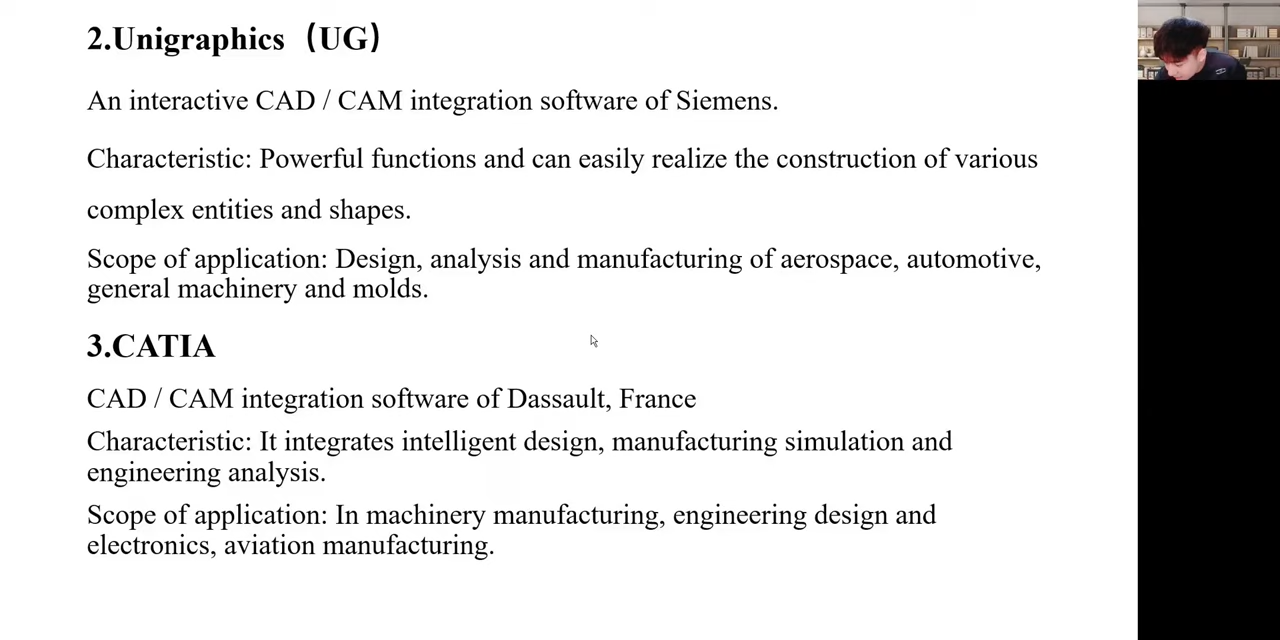 2.Unigraphics（UG）
An interactive CAD / CAM integration software of Siemens.
Characteristic: Powerful functions and can easily realize the construction of various
complex entities and shapes.
Scope of application: Design, analysis and manufacturing of aerospace, automotive,
general machinery and molds.
3.CATIA
CAD / CAM integration software of Dassault, France
Characteristic: It integrates intelligent design, manufacturing simulation and
engineering analysis.
Scope of application: In machinery manufacturing, engineering design and
electronics, aviation manufacturing.